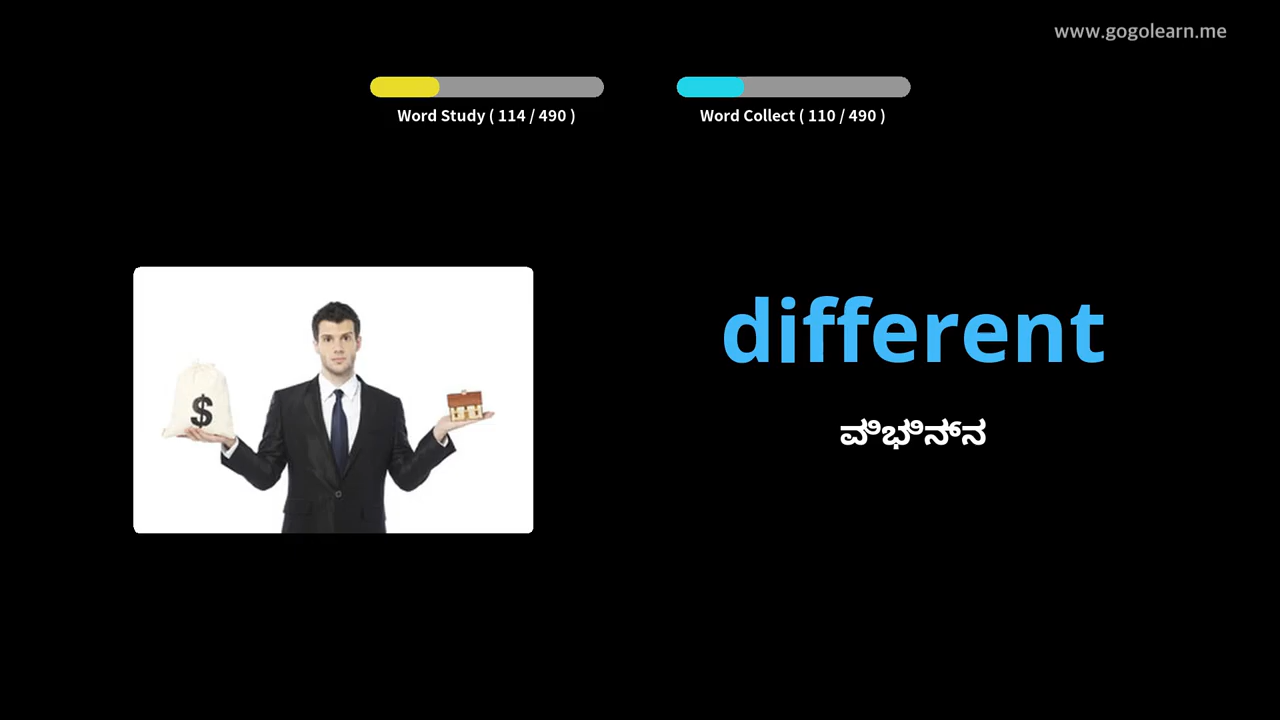 www.gogolearn.me
Word Study ( 114 / 490 )
Word Collect ( 110 / 490 )
different
ವಿಭಿನ್ನ
$